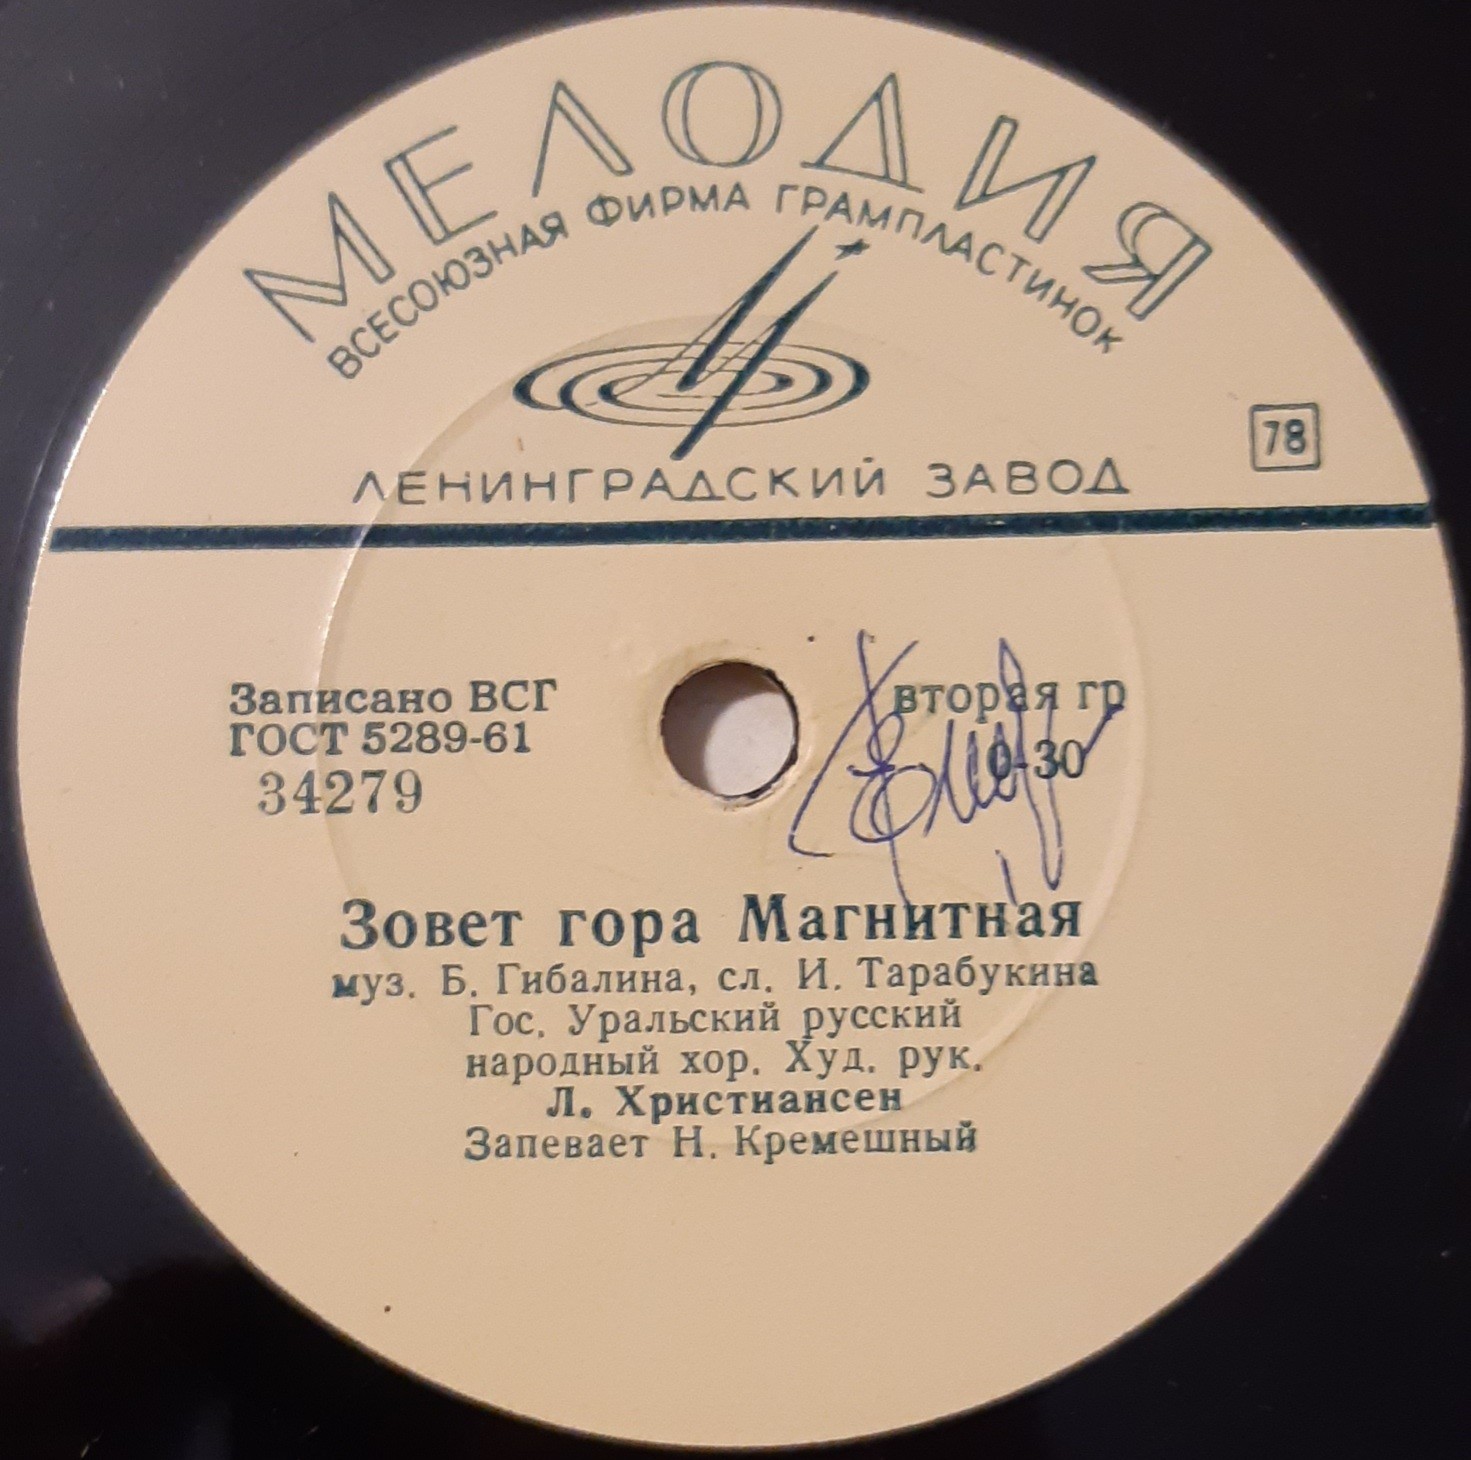 МЕЛОДИЯ
ВСЕСОЮЗНАЯ ФИРМА ГРАМПЛАСТИНОК
ЛЕНИНГРАДСКИЙ ЗАВОД
78
Записано ВСГ
ГОСТ 5289-61
34279
вторая гр
0-30
Зовет гора Магнитная
муз. Б. Гибалина, сл. И. Тарабукина
Гос. Уральский русский
народный хор. Худ. рук.
Л. Христиансен
Запевает Н. Кремешный